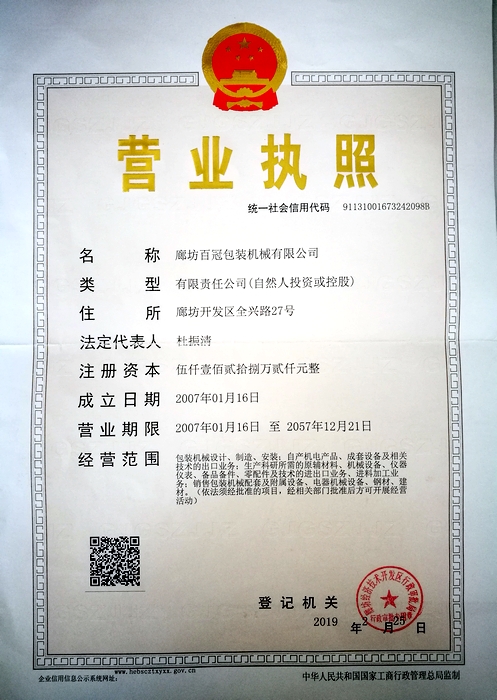 营业执照
统一社会信用代码 91131001673242098B
名称 廊坊百冠包装机械有限公司
类型 有限责任公司(自然人投资或控股)
住所 廊坊开发区全兴路27号
法定代表人 杜振清
注册资本 伍仟壹佰贰拾捌万贰仟元整
成立日期 2007年01月16日
营业期限 2007年01月16日 至 2057年12月21日
经营范围 包装机械设计、制造、安装;自产机电产品、成套设备及相关
技术的出口业务;生产科研所需的原辅材料、机械设备、仪器
仪表、备品备件、零配件及技术的进出口业务、进料加工业
务;销售包装机械配套及附属设备、电器机械设备、钢材、建
材。(依法须经批准的项目,经相关部门批准后方可开展经营
活动)
登记机关
2019 年 3 月 25 日
企业信用信息公示系统网址: www.hebscztxyxx.gov.cn
中华人民共和国国家工商行政管理总局监制